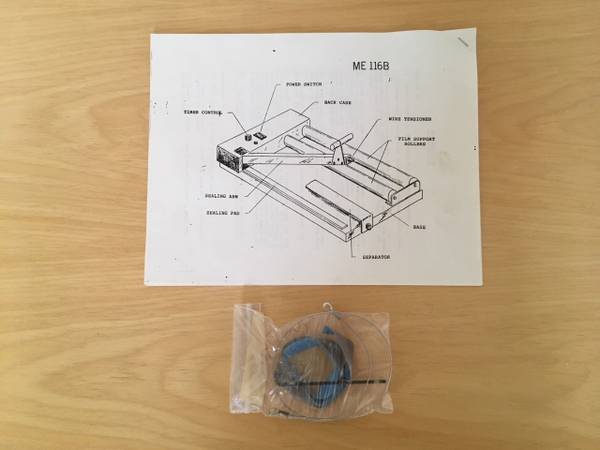 ME 116B
POWER SWITCH
BACK CASE
TIMER CONTROL
WIRE TENSIONER
FILM SUPPORT
ROLLERS
SEALING ARM
SEALING PAD
BASE
SEPARATOR